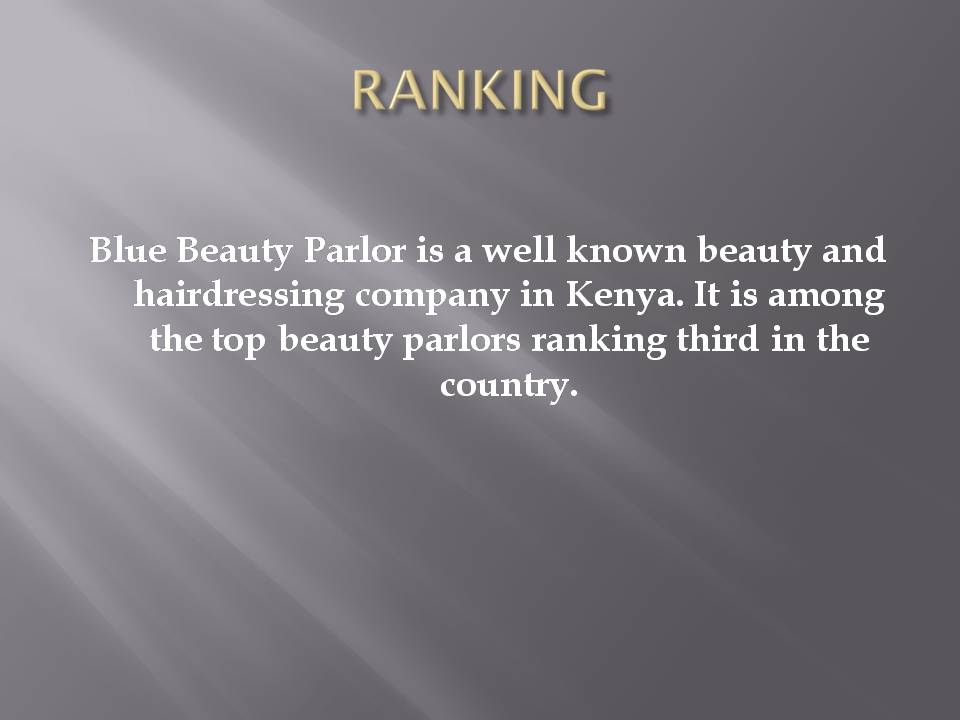 RANKING
Blue Beauty Parlor is a well known beauty and
hairdressing company in Kenya. It is among
the top beauty parlors ranking third in the
country.